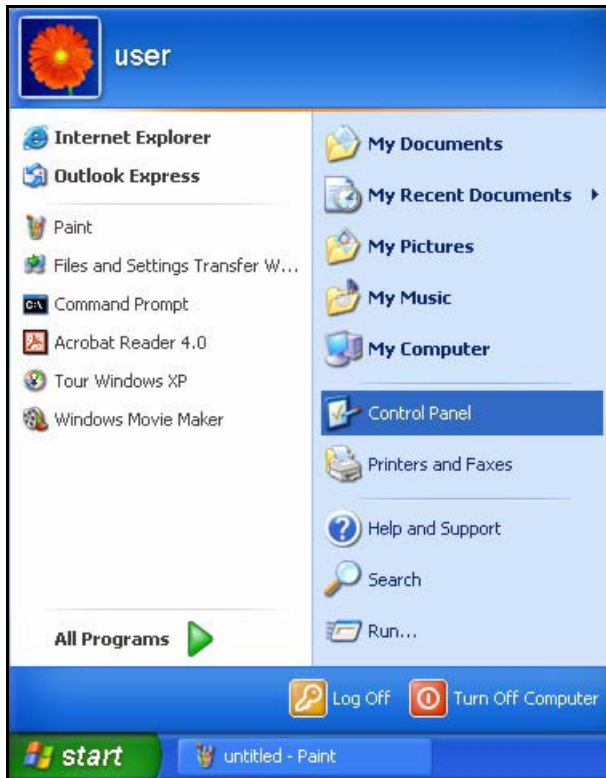 user
Internet Explorer
Outlook Express
Paint
Files and Settings Transfer W...
C:\
Command Prompt
Acrobat Reader 4.0
Tour Windows XP
Windows Movie Maker
All Programs
My Documents
My Recent Documents
My Pictures
My Music
My Computer
Control Panel
Printers and Faxes
Help and Support
Search
Run...
Log Off
Turn Off Computer
start
untitled - Paint